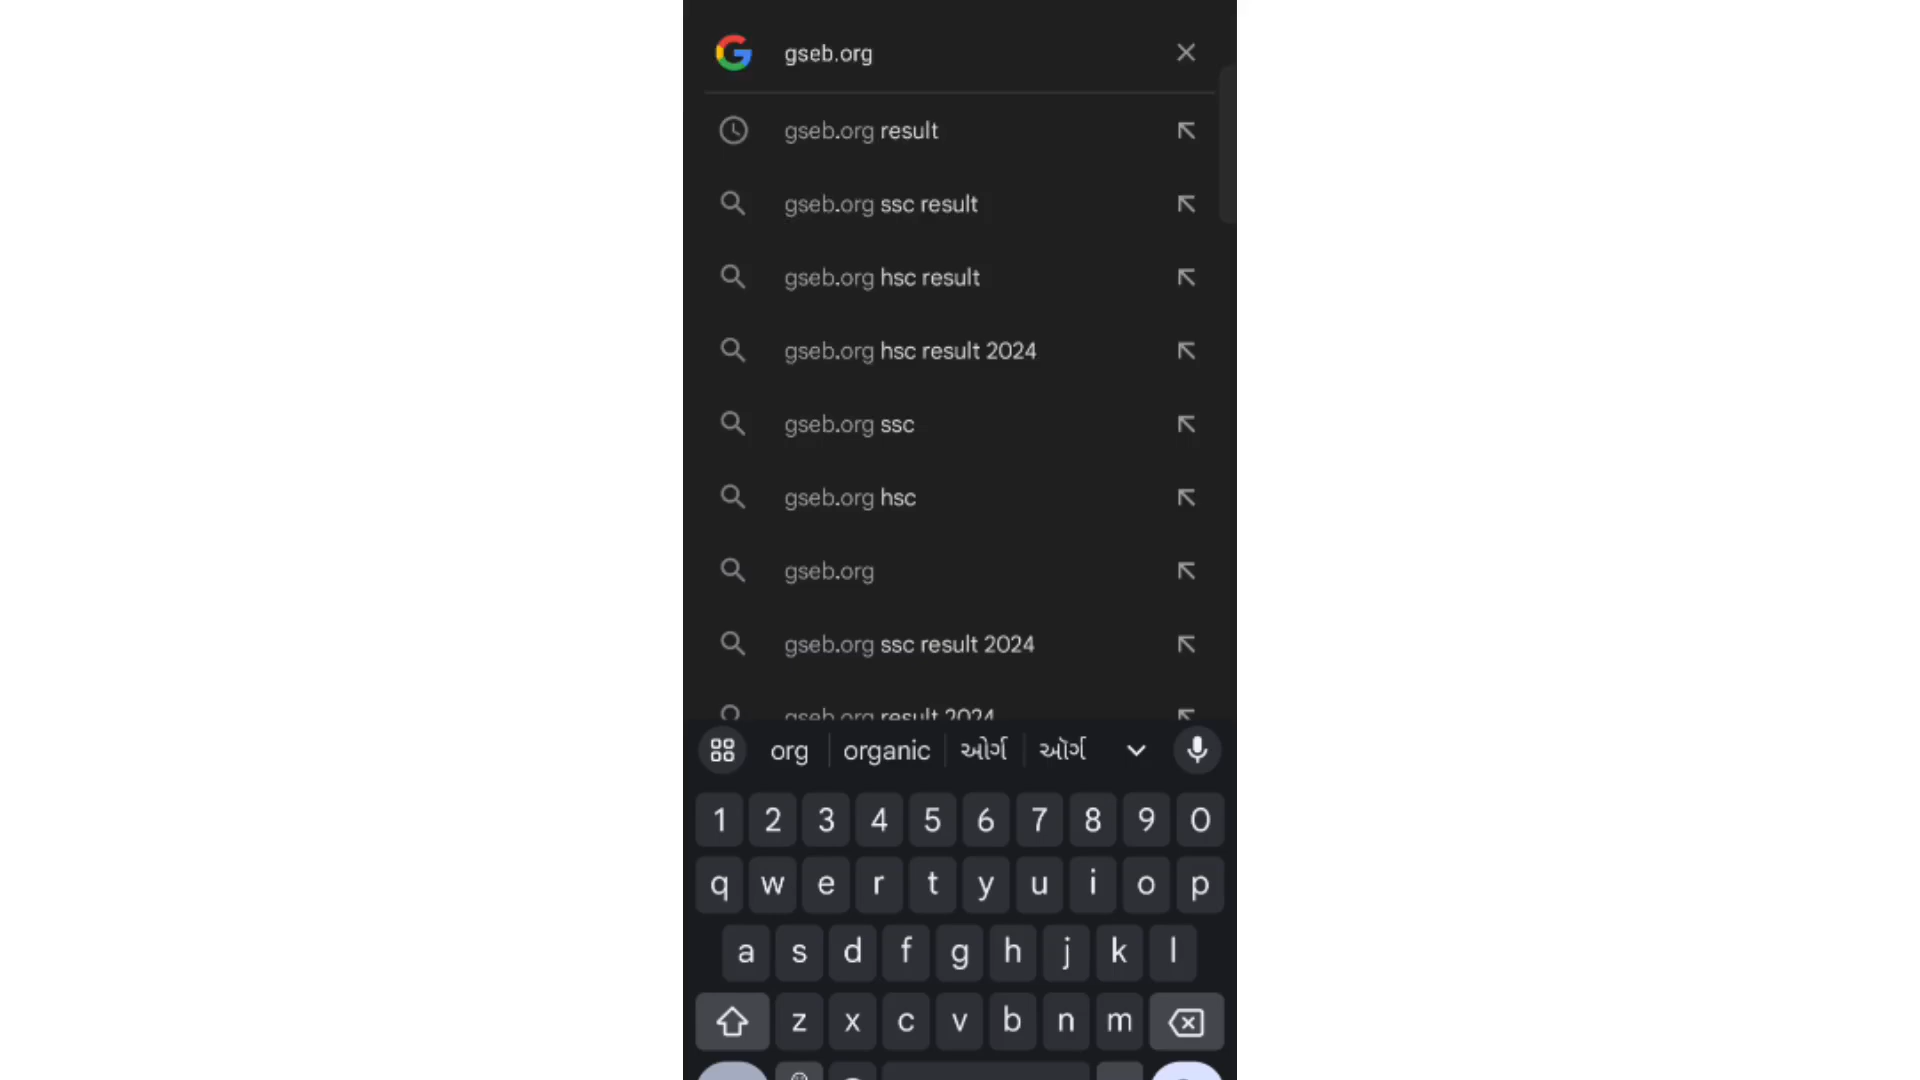 gseb.org
gseb.org result
gseb.org ssc result
gseb.org hsc result
gseb.org hsc result 2024
gseb.org ssc
gseb.org hsc
gseb.org
gseb.org ssc result 2024
gseb.org result 2024
org organic ઓર્ગ ઑર્ગ
1 2 3 4 5 6 7 8 9 0
q w e r t y u i o p
a s d f g h j k l
z x c v b n m